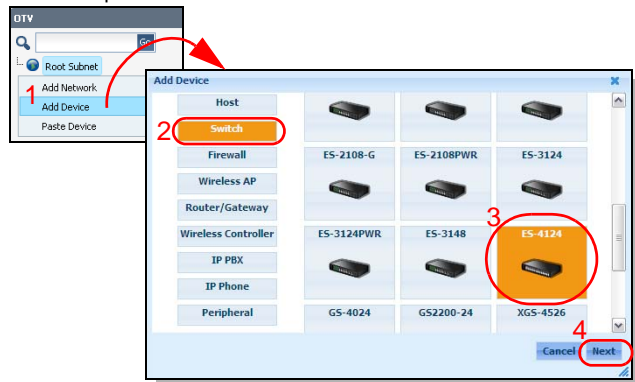 OTV
Go
Root Subnet
1
Add Network
Add Device
Paste Device
Add Device
Host
2
Switch
Firewall
ES-2108-G
ES-2108PWR
ES-3124
Wireless AP
Router/Gateway
3
Wireless Controller
ES-3124PWR
ES-3148
ES-4124
IP PBX
IP Phone
Peripheral
GS-4024
GS2200-24
XGS-4526
4
Cancel
Next